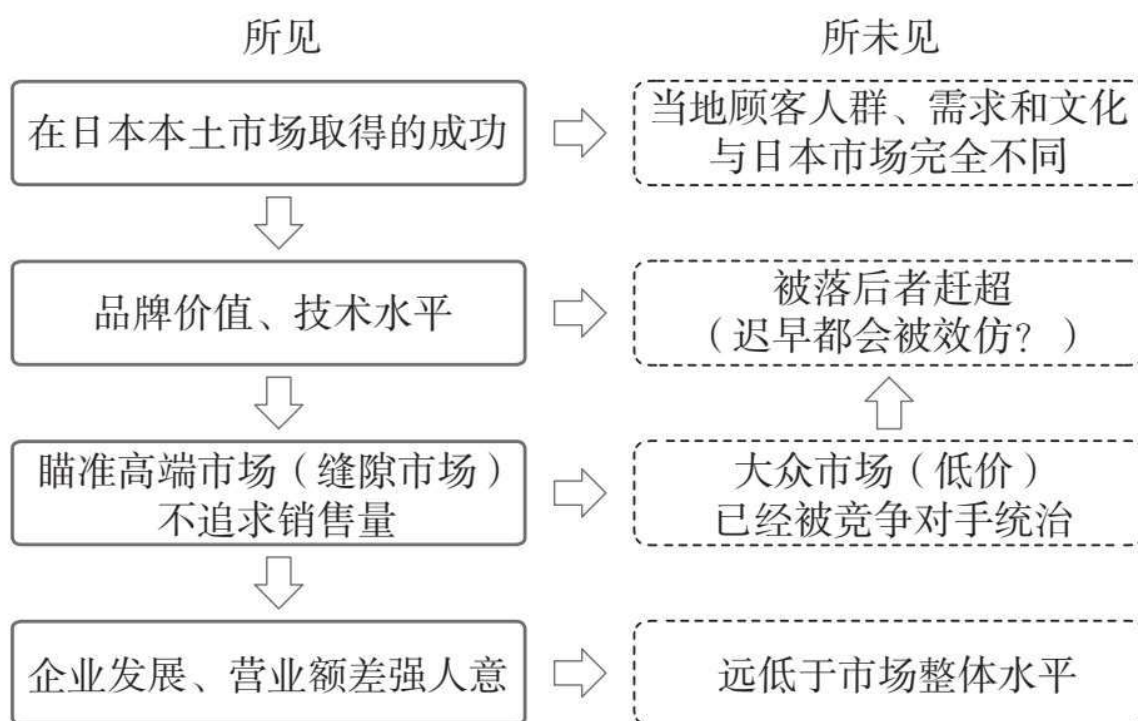 所见
所未见
在日本本土市场取得的成功
当地顾客人群、需求和文化
与日本市场完全不同
品牌价值、技术水平
被落后者赶超
（迟早都会被效仿？）
瞄准高端市场（缝隙市场）
不追求销售量
大众市场（低价）
已经被竞争对手统治
企业发展、营业额差强人意
远低于市场整体水平